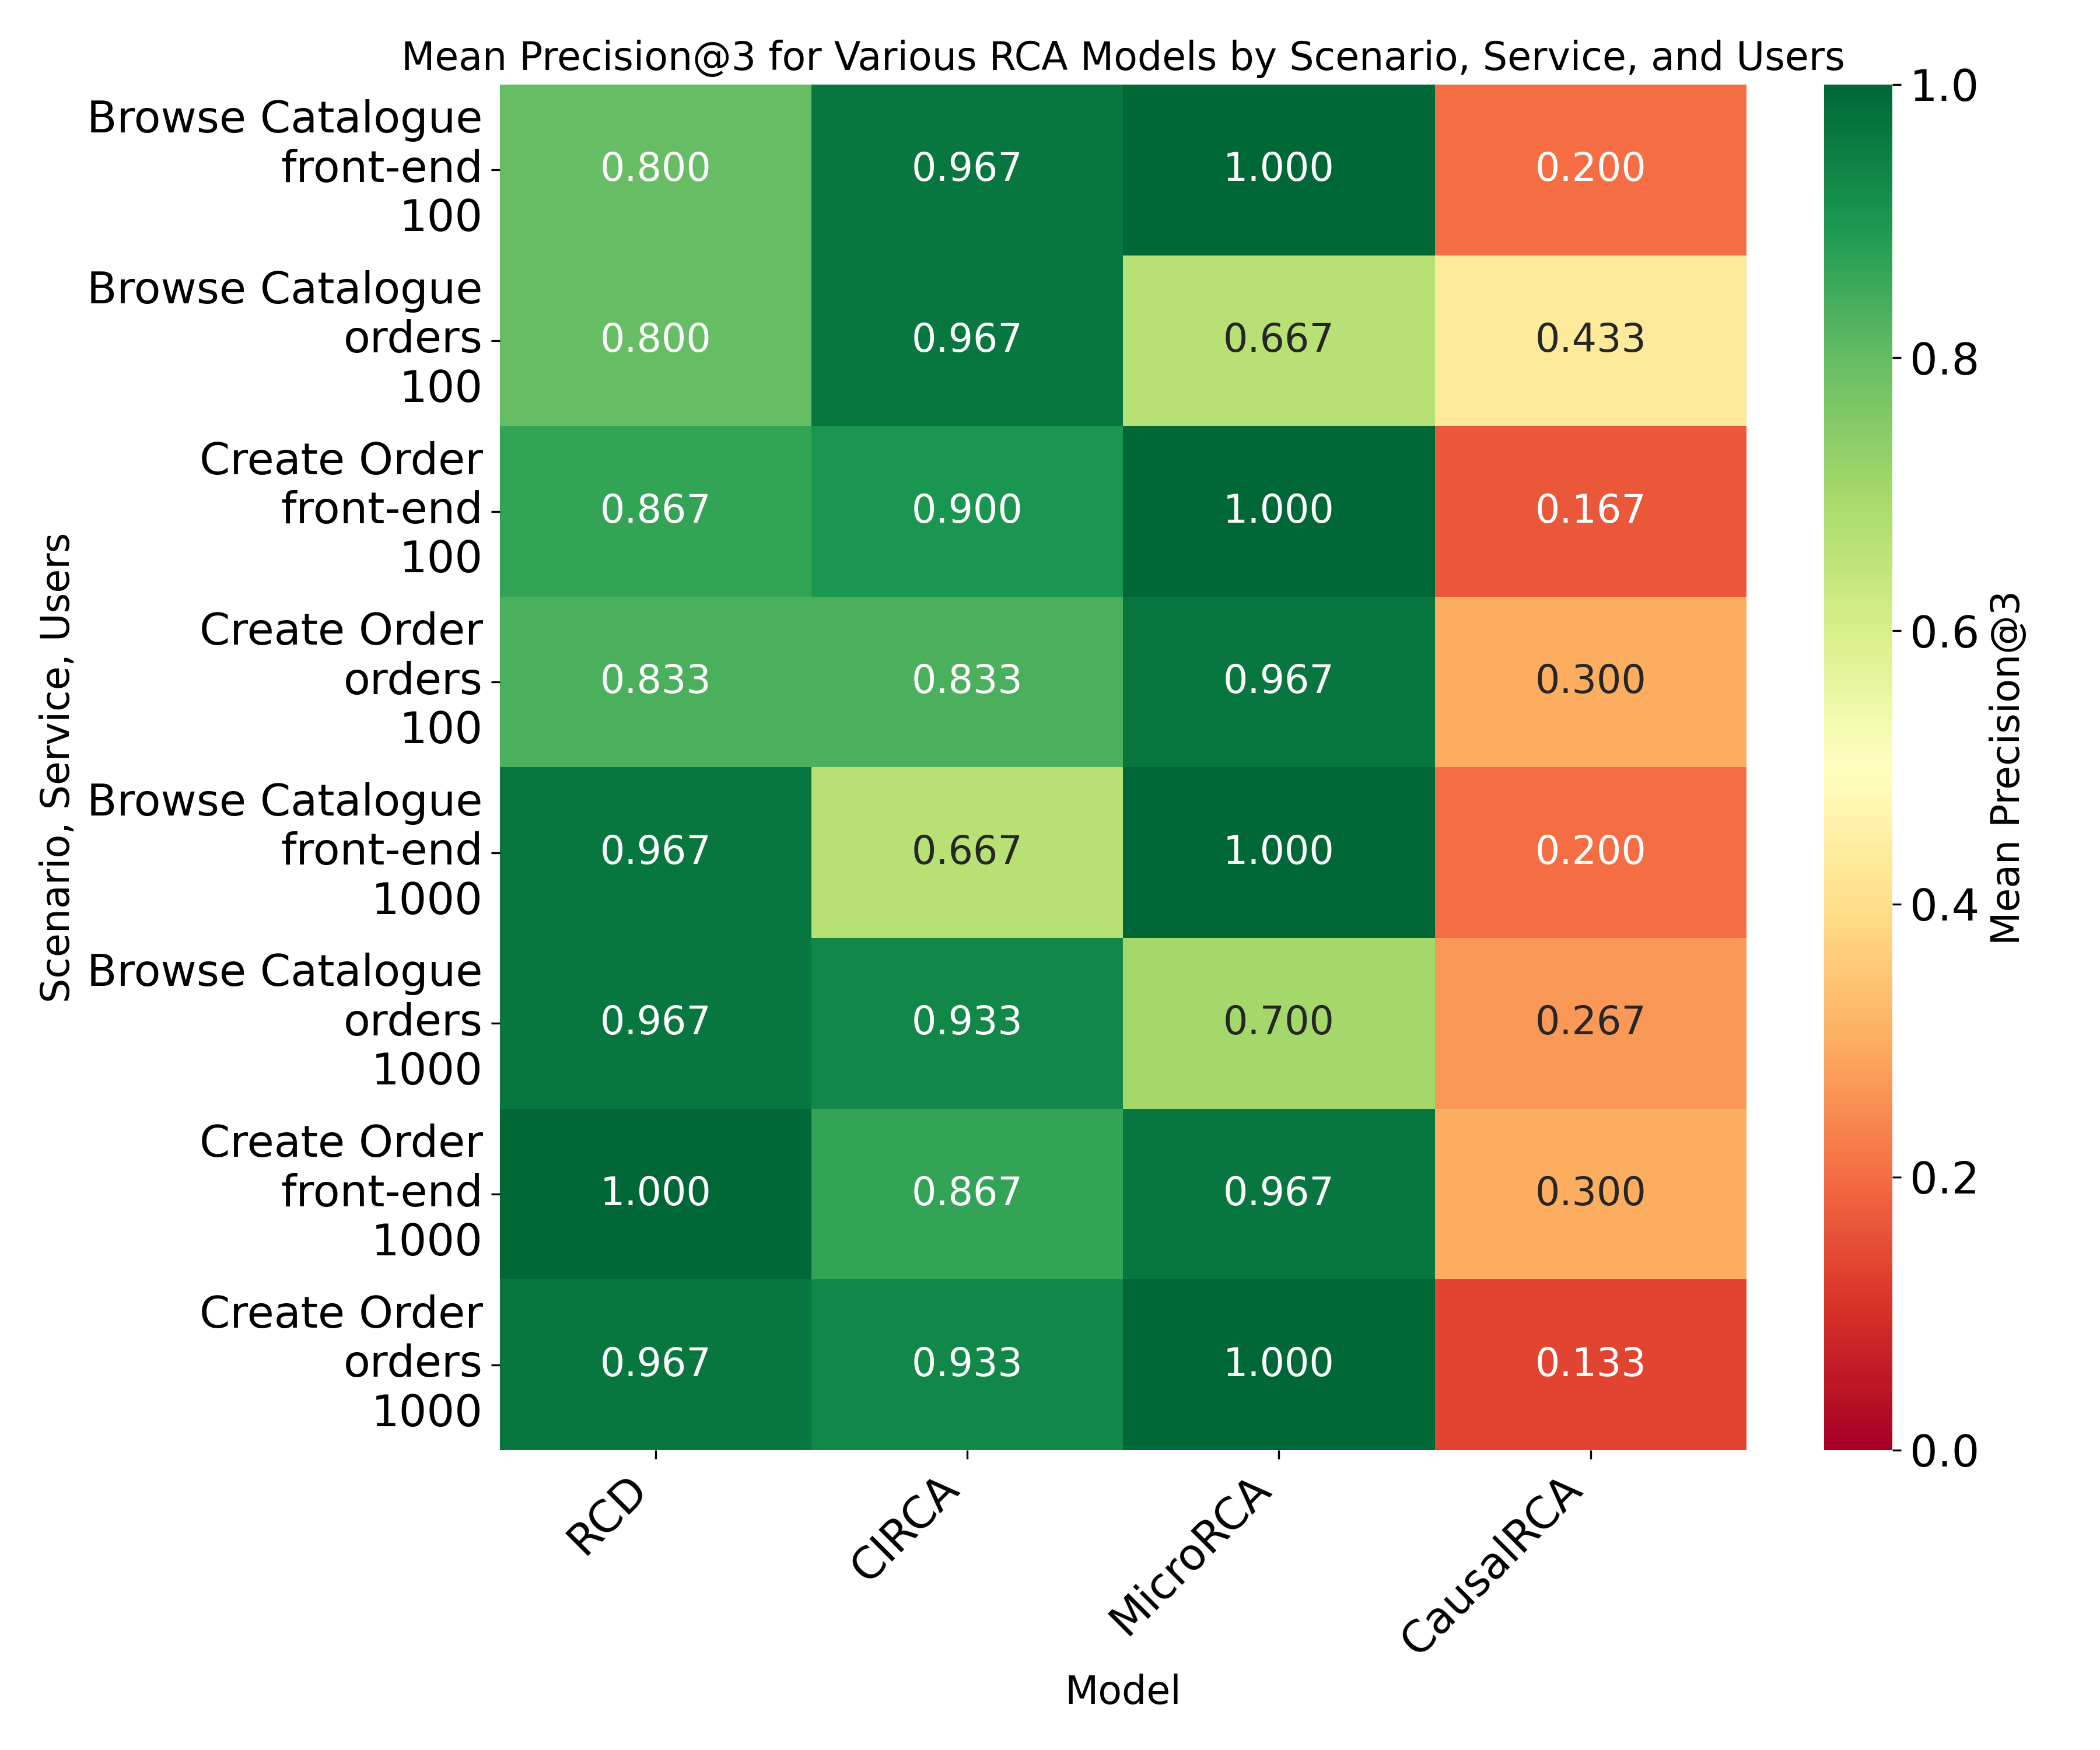 Mean Precision@3 for Various RCA Models by Scenario, Service, and Users
Scenario, Service, Users
Browse Catalogue
front-end
100
0.800 0.967 1.000 0.200
Browse Catalogue
orders
100
0.800 0.967 0.667 0.433
Create Order
front-end
100
0.867 0.900 1.000 0.167
Create Order
orders
100
0.833 0.833 0.967 0.300
Browse Catalogue
front-end
1000
0.967 0.667 1.000 0.200
Browse Catalogue
orders
1000
0.967 0.933 0.700 0.267
Create Order
front-end
1000
1.000 0.867 0.967 0.300
Create Order
orders
1000
0.967 0.933 1.000 0.133
RCD
CIRCA
MicroRCA
CausalRCA
Model
1.0
0.8
0.6
0.4
0.2
0.0
Mean Precision@3